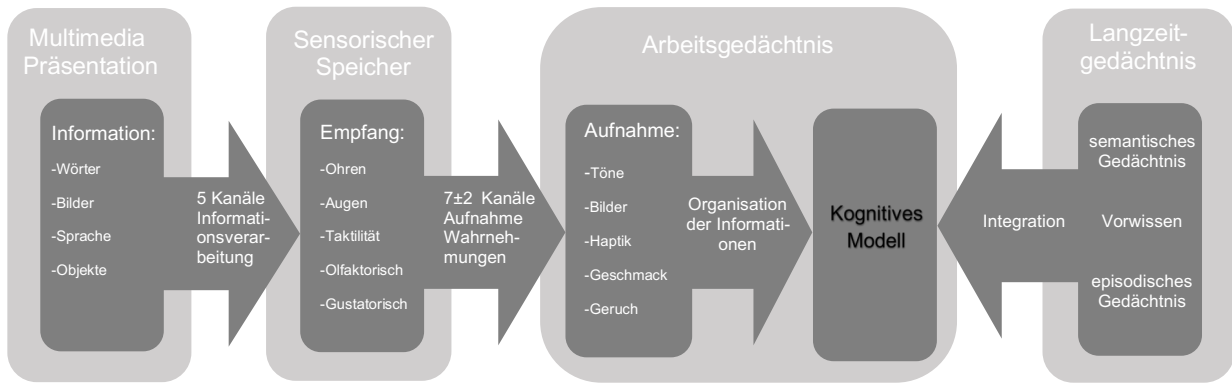 Multimedia
Präsentation
Information:
-Wörter
-Bilder
-Sprache
-Objekte
5 Kanäle
Informati-
onsverar-
beitung
Sensorischer
Speicher
Empfang:
-Ohren
-Augen
-Taktilität
-Olfaktorisch
-Gustatorisch
7±2 Kanäle
Aufnahme
Wahrneh-
mungen
Arbeitsgedächtnis
Aufnahme:
-Töne
-Bilder
-Haptik
-Geschmack
-Geruch
Organisation
der Informati-
onen
Kognitives
Modell
Integration
Langzeit-
gedächtnis
semantisches
Gedächtnis
Vorwissen
episodisches
Gedächtnis